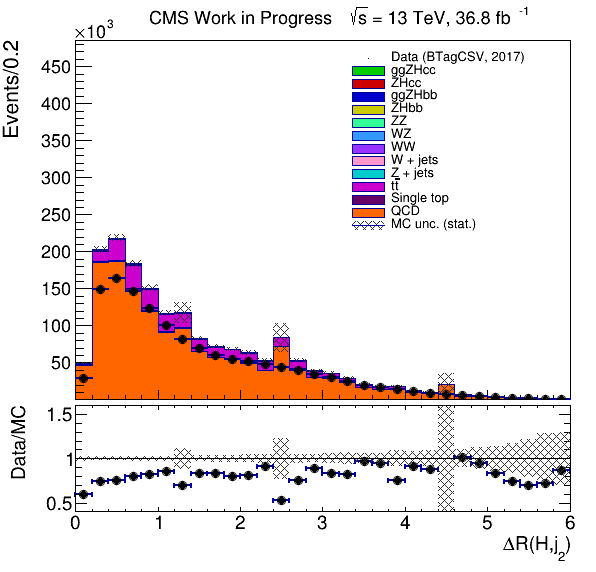 CMS Work in Progress √s = 13 TeV, 36.8 fb⁻¹
×10³
Events/0.2
450
400
350
300
250
200
150
100
50
Data (BTagCSV, 2017)
ggZHcc
ZHcc
ggZHbb
ZHbb
ZZ
WZ
WW
W + jets
Z + jets
tt̅
Single top
QCD
MC unc. (stat.)
Data/MC
1.5
1
0.5
0 1 2 3 4 5 6
ΔR(H,j₂)